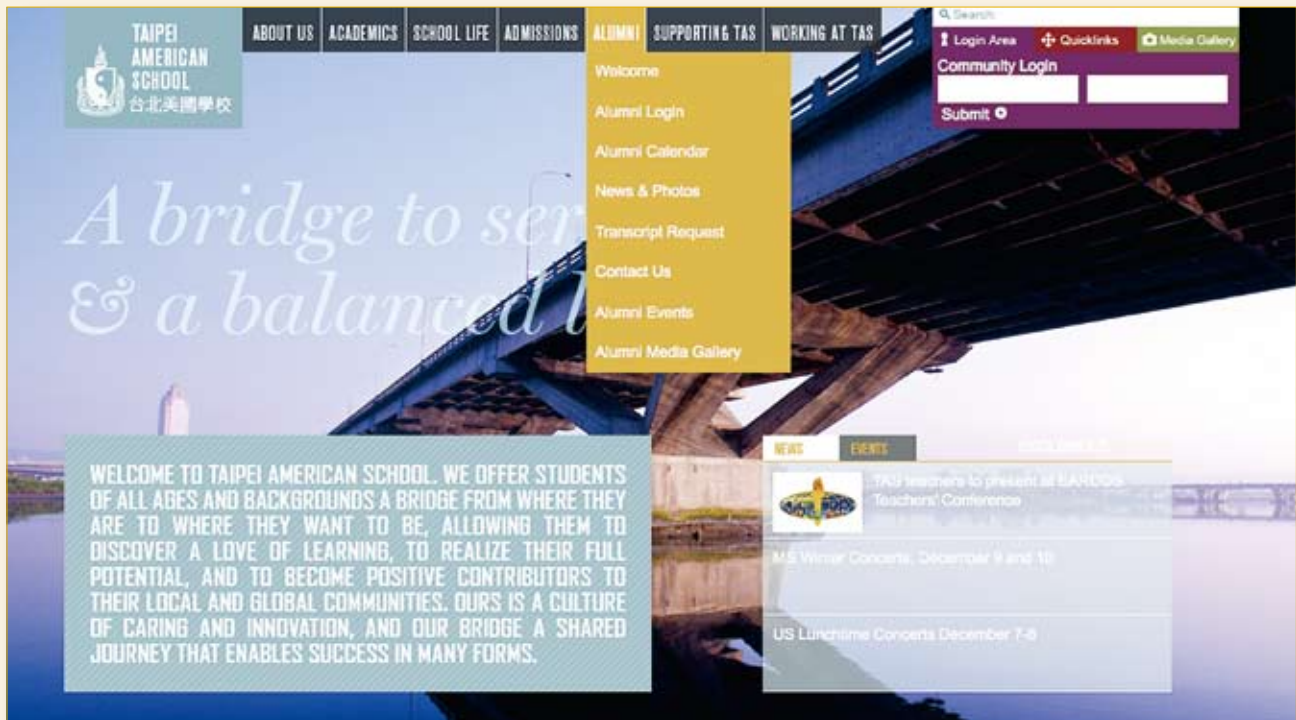 TAIPEI
AMERICAN
SCHOOL
台北美國學校
ABOUT US
ACADEMICS
SCHOOL LIFE
ADMISSIONS
ALUMNI
SUPPORTING TAS
WORKING AT TAS
Search
Login Area
Quicklinks
Media Gallery
Community Login
Submit
Welcome
Alumni Login
Alumni Calendar
News & Photos
Transcript Request
Contact Us
Alumni Events
Alumni Media Gallery
A bridge to ser
& a balanced l
WELCOME TO TAIPEI AMERICAN SCHOOL. WE OFFER STUDENTS
OF ALL AGES AND BACKGROUNDS A BRIDGE FROM WHERE THEY
ARE TO WHERE THEY WANT TO BE, ALLOWING THEM TO
DISCOVER A LOVE OF LEARNING, TO REALIZE THEIR FULL
POTENTIAL, AND TO BECOME POSITIVE CONTRIBUTORS TO
THEIR LOCAL AND GLOBAL COMMUNITIES. OURS IS A CULTURE
OF CARING AND INNOVATION, AND OUR BRIDGE A SHARED
JOURNEY THAT ENABLES SUCCESS IN MANY FORMS.
NEWS
EVENTS
TAS teachers to present at EARCOS
Teachers' Conference
MS Winter Concerts, December 9 and 10
US Lunchtime Concerts December 7-8